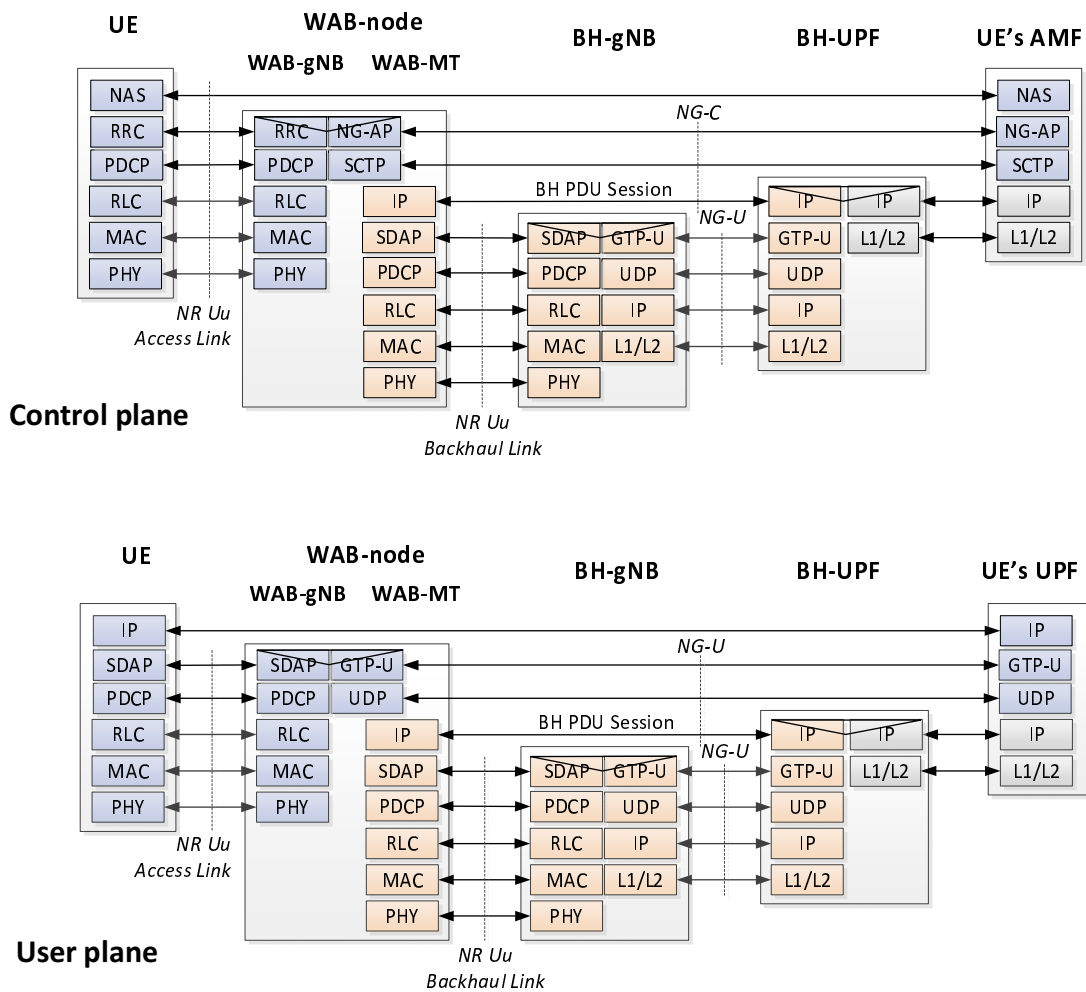 UE
WAB-node
WAB-gNB WAB-MT
BH-gNB
BH-UPF
UE's AMF
NAS NAS
NG-C
RRC RRC NG-AP NG-AP
PDCP PDCP SCTP SCTP
BH PDU Session
RLC RLC IP IP IP IP
NG-U
MAC MAC SDAP SDAP GTP-U GTP-U L1/L2 L1/L2
PHY PHY PDCP PDCP UDP UDP
NR Uu
Access Link
RLC RLC IP IP
MAC MAC L1/L2 L1/L2
PHY PHY
NR Uu
Backhaul Link
Control plane
UE
WAB-node
WAB-gNB WAB-MT
BH-gNB
BH-UPF
UE's UPF
IP IP
NG-U
SDAP SDAP GTP-U GTP-U
PDCP PDCP UDP UDP
BH PDU Session
RLC RLC IP IP IP IP
NG-U
MAC MAC SDAP SDAP GTP-U GTP-U L1/L2 L1/L2
PHY PHY PDCP PDCP UDP UDP
NR Uu
Access Link
RLC RLC IP IP
MAC MAC L1/L2 L1/L2
PHY PHY
NR Uu
Backhaul Link
User plane